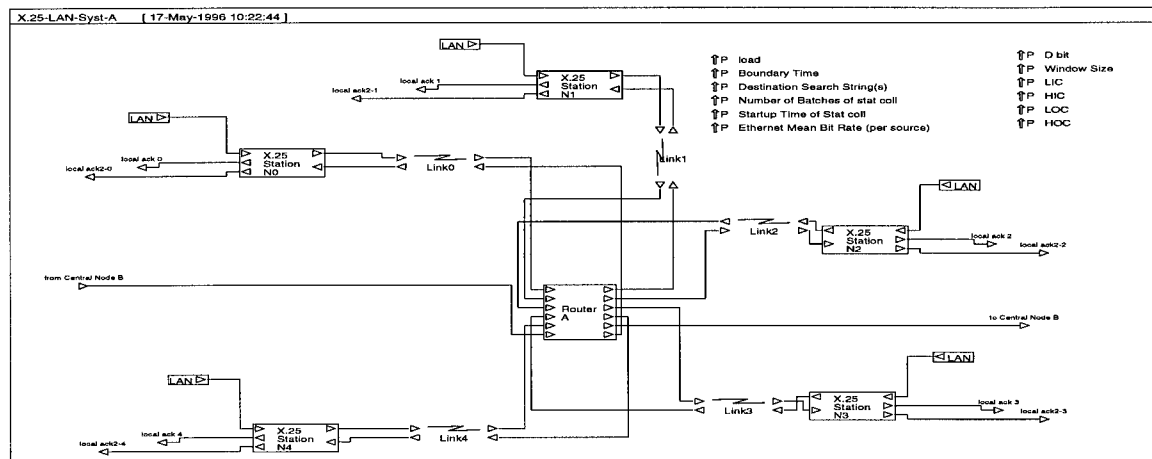 X.25-LAN-Syst-A [ 17-May-1996 10:22:44 ]
LAN
local ack 1
local ack2-1
X.25
Station
N1
P load
P Boundary Time
P Destination Search String(s)
P Number of Batches of stat coll
P Startup Time of Stat coll
P Ethernet Mean Bit Rate (per source)
P D bit
P Window Size
P LIC
P HIC
P LOC
P HOC
LAN
local ack 0
local ack2-0
X.25
Station
N0
Link0
Link1
LAN
Link2
X.25
Station
N2
local ack 2
local ack2-2
from Central Node B
Router
A
to Central Node B
LAN
LAN
Link3
X.25
Station
N3
local ack 3
local ack2-3
local ack 4
local ack2-4
X.25
Station
N4
Link4